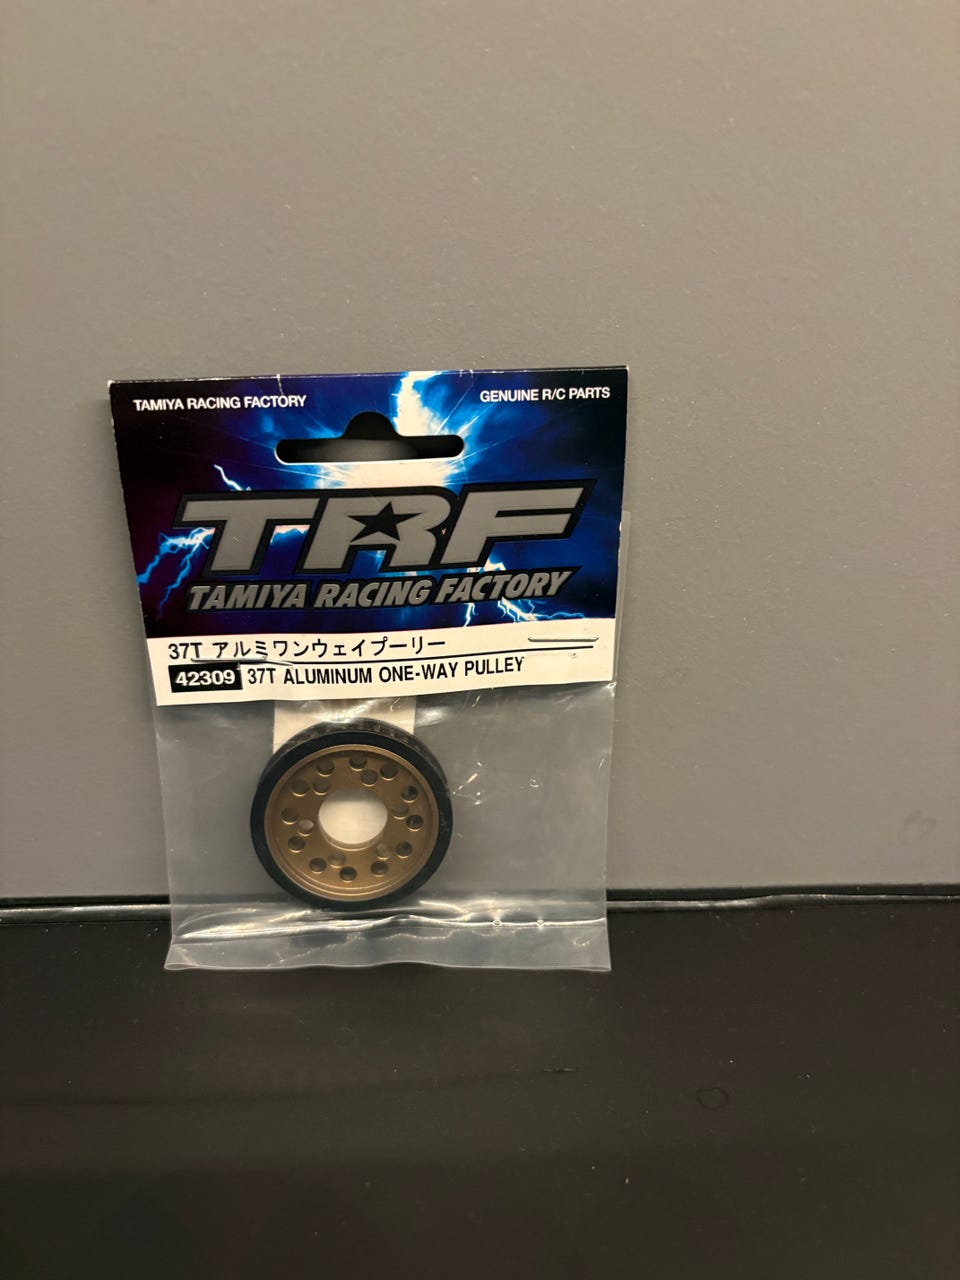 TAMIYA RACING FACTORY
GENUINE R/C PARTS
TRF
TAMIYA RACING FACTORY
37T アルミワンウェイプーリー
42309 37T ALUMINUM ONE-WAY PULLEY